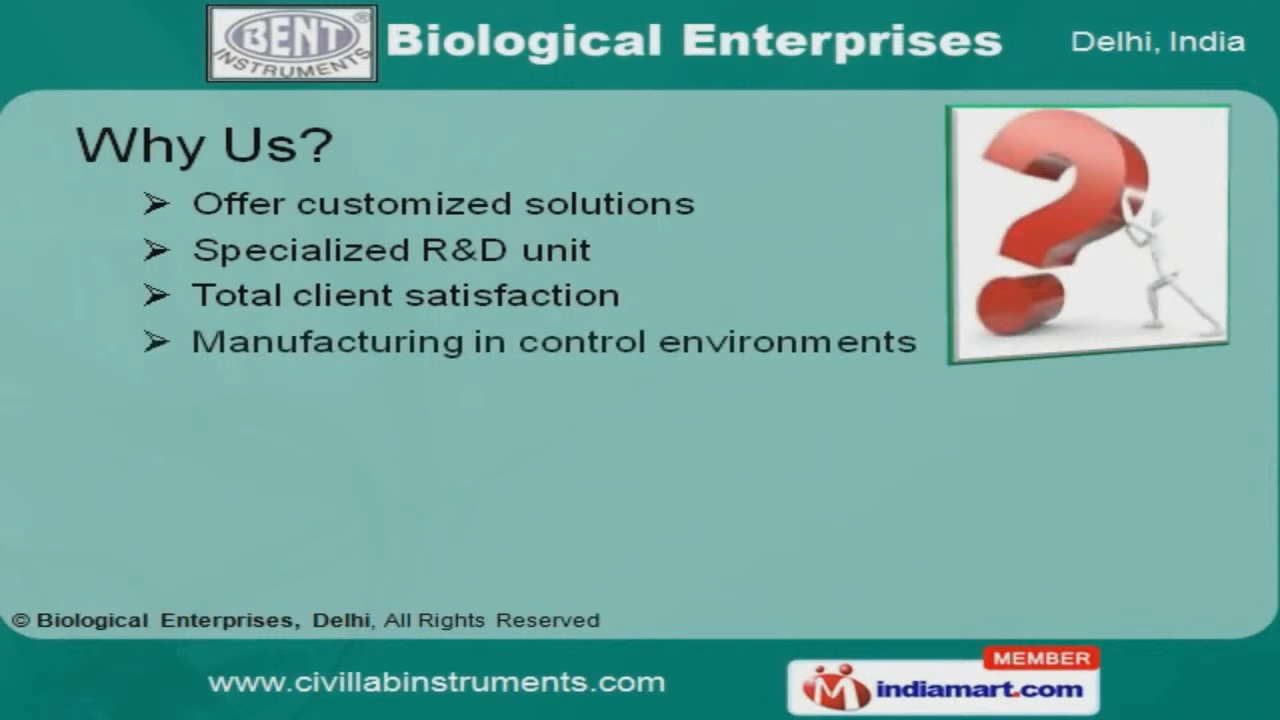 BENT®
INSTRUMENTS
Biological Enterprises
Delhi, India
Why Us?
➢ Offer customized solutions
➢ Specialized R&D unit
➢ Total client satisfaction
➢ Manufacturing in control environments
?
© Biological Enterprises, Delhi, All Rights Reserved
www.civillabinstruments.com
MEMBER
indiamart.com